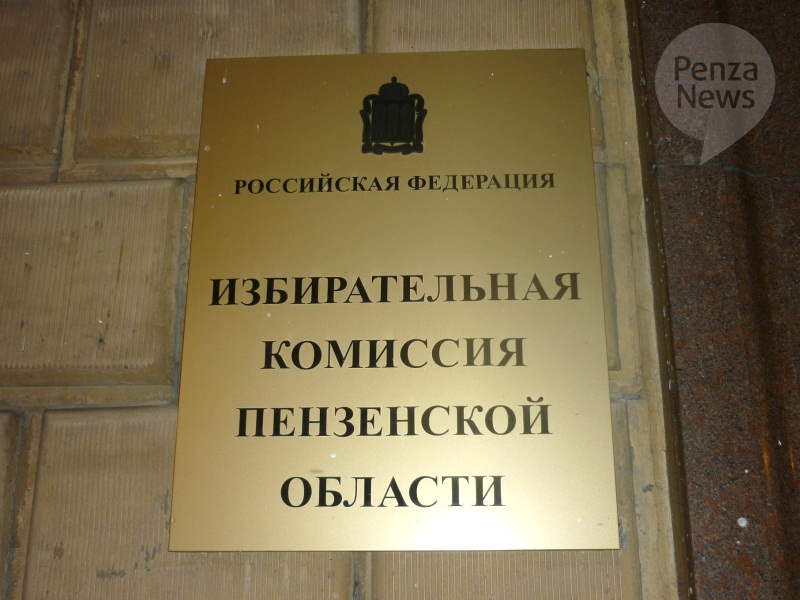 Penza
News
РОССИЙСКАЯ ФЕДЕРАЦИЯ
ИЗБИРАТЕЛЬНАЯ
КОМИССИЯ
ПЕНЗЕНСКОЙ
ОБЛАСТИ